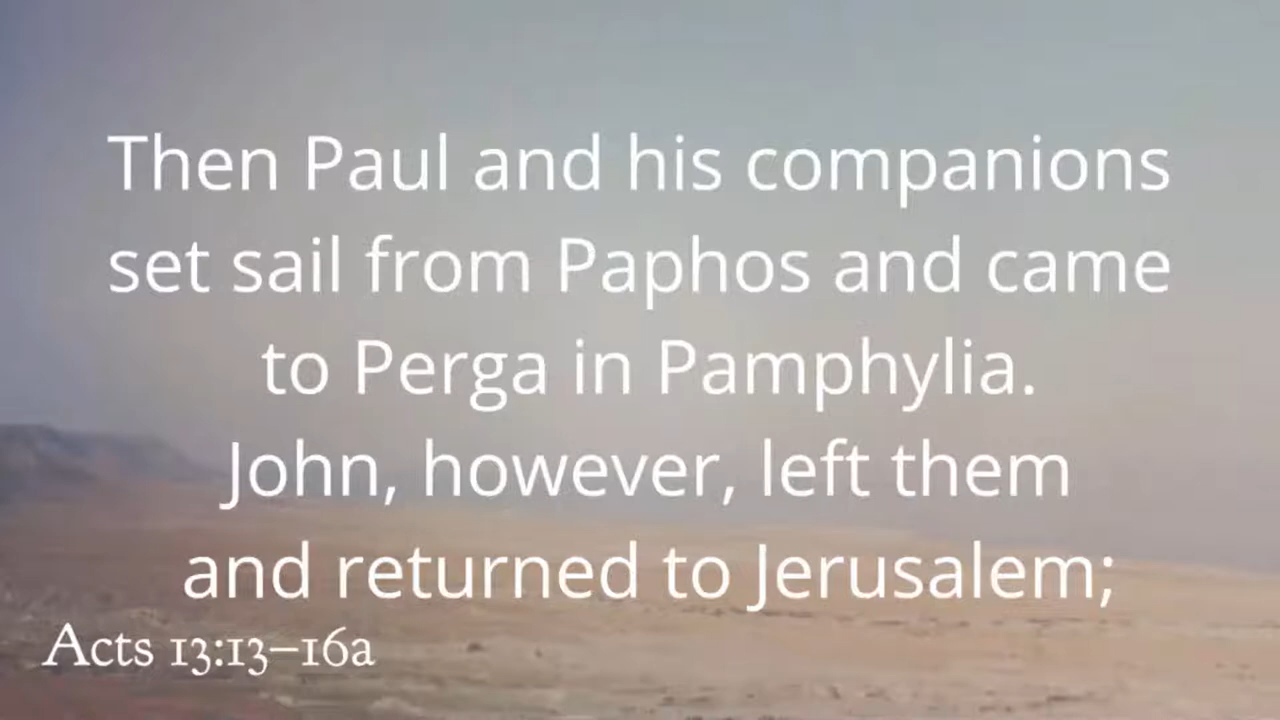 Then Paul and his companions
set sail from Paphos and came
to Perga in Pamphylia.
John, however, left them
and returned to Jerusalem;
Acts 13:13–16a